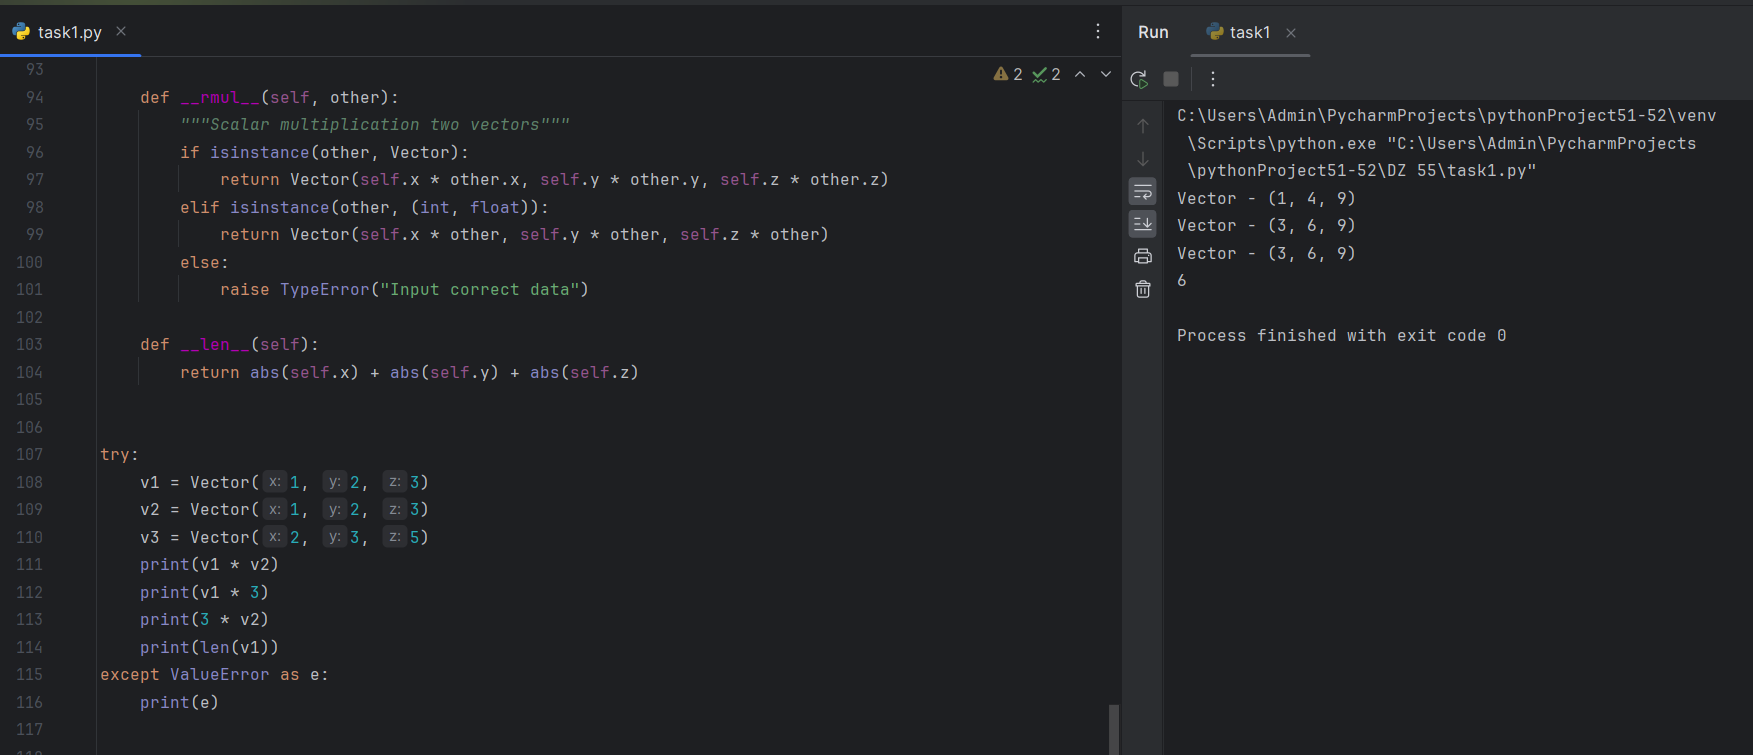 task1.py
93
94 def __rmul__(self, other):
95 """Scalar multiplication two vectors"""
96 if isinstance(other, Vector):
97 return Vector(self.x * other.x, self.y * other.y, self.z * other.z)
98 elif isinstance(other, (int, float)):
99 return Vector(self.x * other, self.y * other, self.z * other)
100 else:
101 raise TypeError("Input correct data")
102
103 def __len__(self):
104 return abs(self.x) + abs(self.y) + abs(self.z)
105
106
107 try:
108 v1 = Vector( x: 1, y: 2, z: 3)
109 v2 = Vector( x: 1, y: 2, z: 3)
110 v3 = Vector( x: 2, y: 3, z: 5)
111 print(v1 * v2)
112 print(v1 * 3)
113 print(3 * v2)
114 print(len(v1))
115 except ValueError as e:
116 print(e)
117
2 2
Run task1
C:\Users\Admin\PycharmProjects\pythonProject51-52\venv
\Scripts\python.exe "C:\Users\Admin\PycharmProjects
\pythonProject51-52\DZ 55\task1.py"
Vector - (1, 4, 9)
Vector - (3, 6, 9)
Vector - (3, 6, 9)
6
Process finished with exit code 0